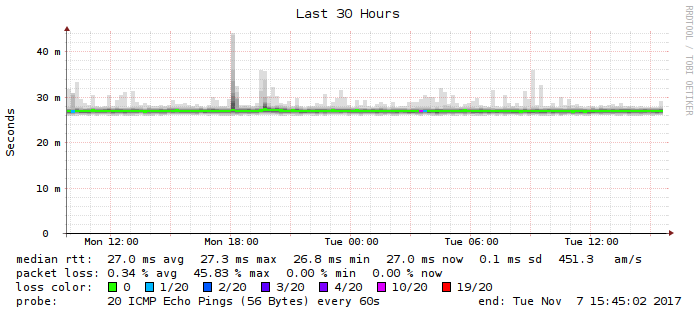 Last 30 Hours
RRDTOOL / TOBI OETIKER
Seconds
40 m
30 m
20 m
10 m
0
Mon 12:00 Mon 18:00 Tue 00:00 Tue 06:00 Tue 12:00
median rtt: 27.0 ms avg 27.3 ms max 26.8 ms min 27.0 ms now 0.1 ms sd 451.3 am/s
packet loss: 0.34 % avg 45.83 % max 0.00 % min 0.00 % now
loss color: 0 1/20 2/20 3/20 4/20 10/20 19/20
probe: 20 ICMP Echo Pings (56 Bytes) every 60s end: Tue Nov 7 15:45:02 2017